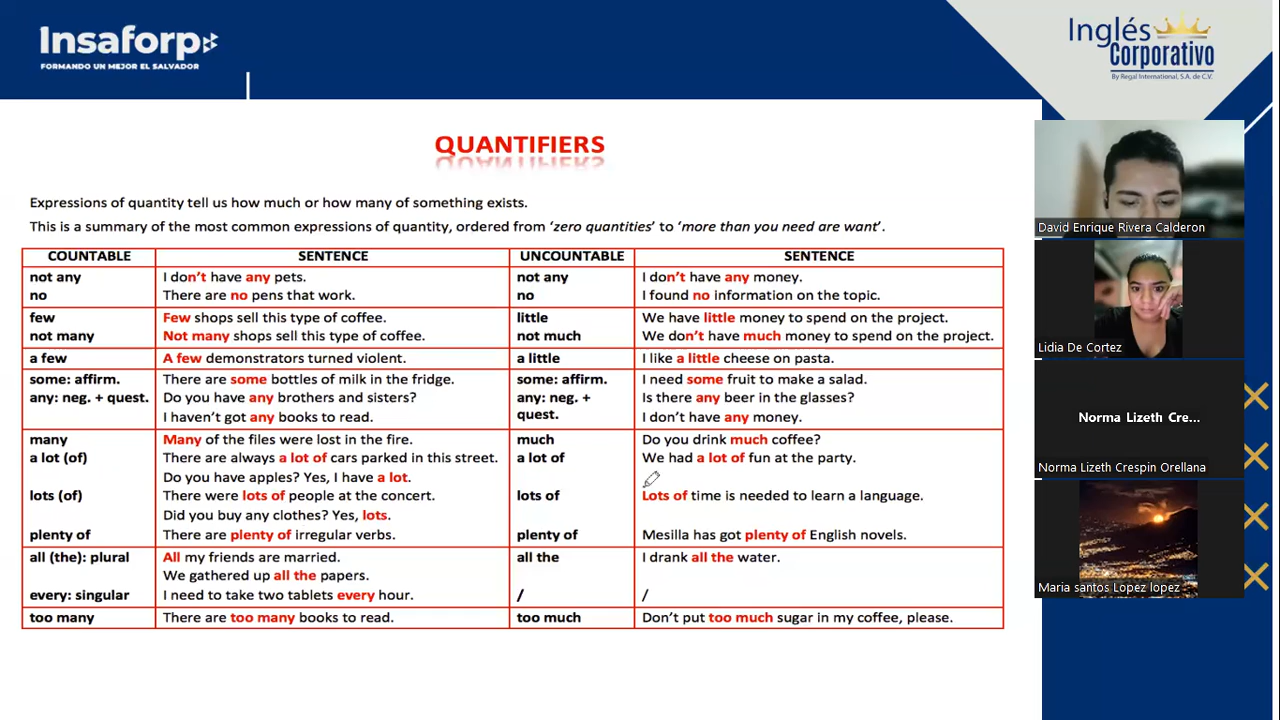 Insaforp
FORMANDO UN MEJOR EL SALVADOR
Inglés
Corporativo
By Regal International, S.A. de C.V.
QUANTIFIERS
Expressions of quantity tell us how much or how many of something exists.
This is a summary of the most common expressions of quantity, ordered from ‘zero quantities’ to ‘more than you need are want’.
COUNTABLE SENTENCE UNCOUNTABLE SENTENCE
not any I don’t have any pets. not any I don’t have any money.
no There are no pens that work. no I found no information on the topic.
few Few shops sell this type of coffee. little We have little money to spend on the project.
not many Not many shops sell this type of coffee. not much We don’t have much money to spend on the project.
a few A few demonstrators turned violent. a little I like a little cheese on pasta.
some: affirm. There are some bottles of milk in the fridge. some: affirm. I need some fruit to make a salad.
any: neg. + quest. Do you have any brothers and sisters? any: neg. + Is there any beer in the glasses?
I haven’t got any books to read. quest. I don’t have any money.
many Many of the files were lost in the fire. much Do you drink much coffee?
a lot (of) There are always a lot of cars parked in this street. a lot of We had a lot of fun at the party.
Do you have apples? Yes, I have a lot.
lots (of) There were lots of people at the concert. lots of Lots of time is needed to learn a language.
Did you buy any clothes? Yes, lots.
plenty of There are plenty of irregular verbs. plenty of Mesilla has got plenty of English novels.
all (the): plural All my friends are married. all the I drank all the water.
We gathered up all the papers.
every: singular I need to take two tablets every hour. / /
too many There are too many books to read. too much Don’t put too much sugar in my coffee, please.
David Enrique Rivera Calderon
Lidia De Cortez
Norma Lizeth Cre...
Norma Lizeth Crespin Orellana
Maria santos Lopez lopez